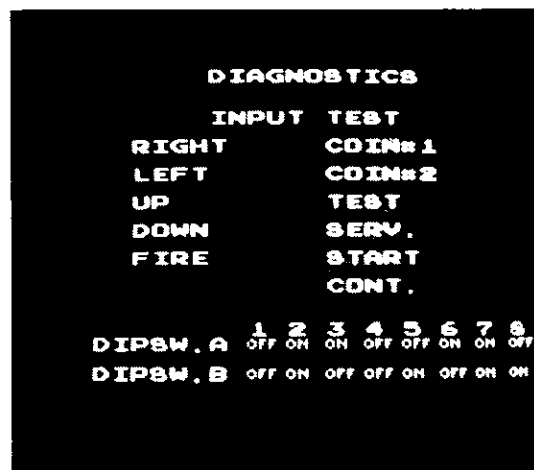 DIAGNOSTICS
INPUT TEST
RIGHT COIN#1
LEFT COIN#2
UP TEST
DOWN SERV.
FIRE START
CONT.
1 2 3 4 5 6 7 8
DIPSW.A OFF ON ON OFF OFF ON ON OFF
DIPSW.B OFF ON OFF OFF ON OFF ON ON